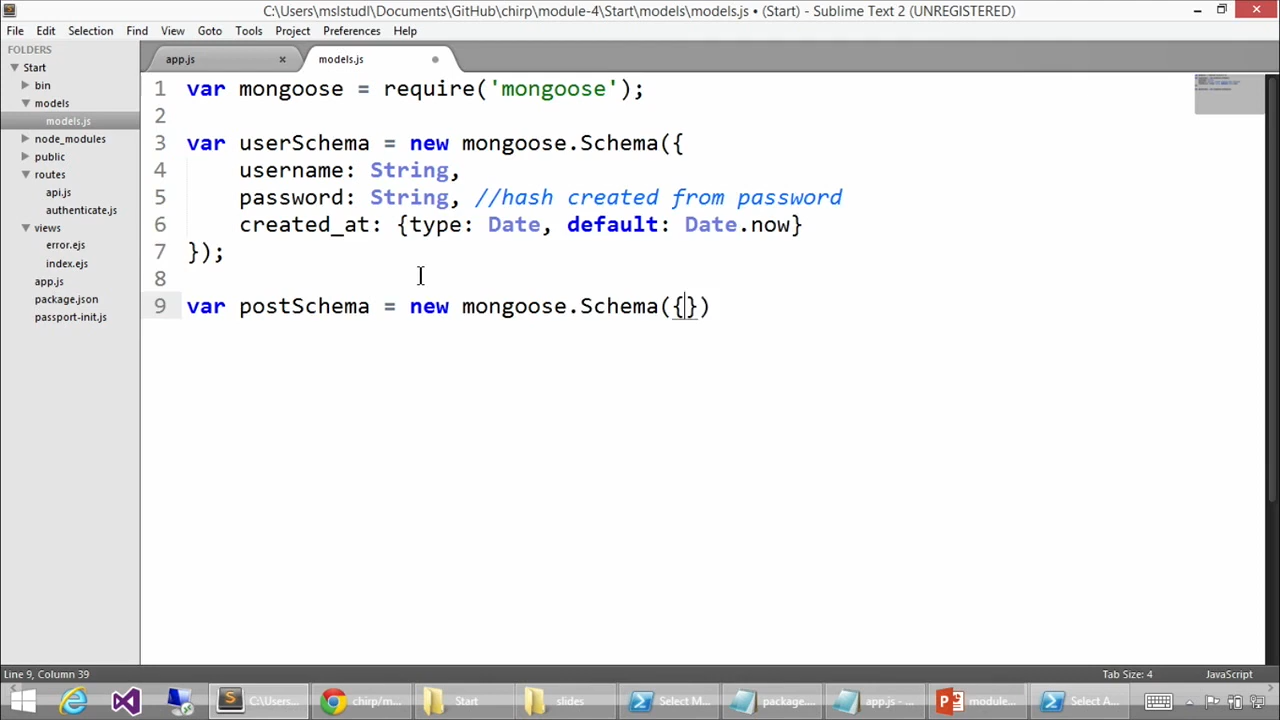 C:\Users\mslstudl\Documents\GitHub\chirp\module-4\Start\models\models.js • (Start) - Sublime Text 2 (UNREGISTERED)
File Edit Selection Find View Goto Tools Project Preferences Help
FOLDERS
Start
bin
models
models.js
node_modules
public
routes
api.js
authenticate.js
views
error.ejs
index.ejs
app.js
package.json
passport-init.js
app.js models.js
1 var mongoose = require('mongoose');
2
3 var userSchema = new mongoose.Schema({
4 username: String,
5 password: String, //hash created from password
6 created_at: {type: Date, default: Date.now}
7 });
8
9 var postSchema = new mongoose.Schema({})
Line 9, Column 39 Tab Size: 4 JavaScript
C:\Users... chirp/m... Start slides Select M... package.... app.js - ... module... Select A...